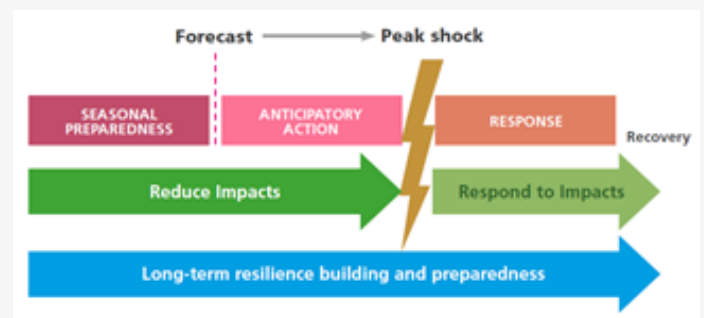 Forecast
Peak shock
SEASONAL
PREPAREDNESS
ANTICIPATORY
ACTION
RESPONSE
Recovery
Reduce Impacts
Respond to Impacts
Long-term resilience building and preparedness